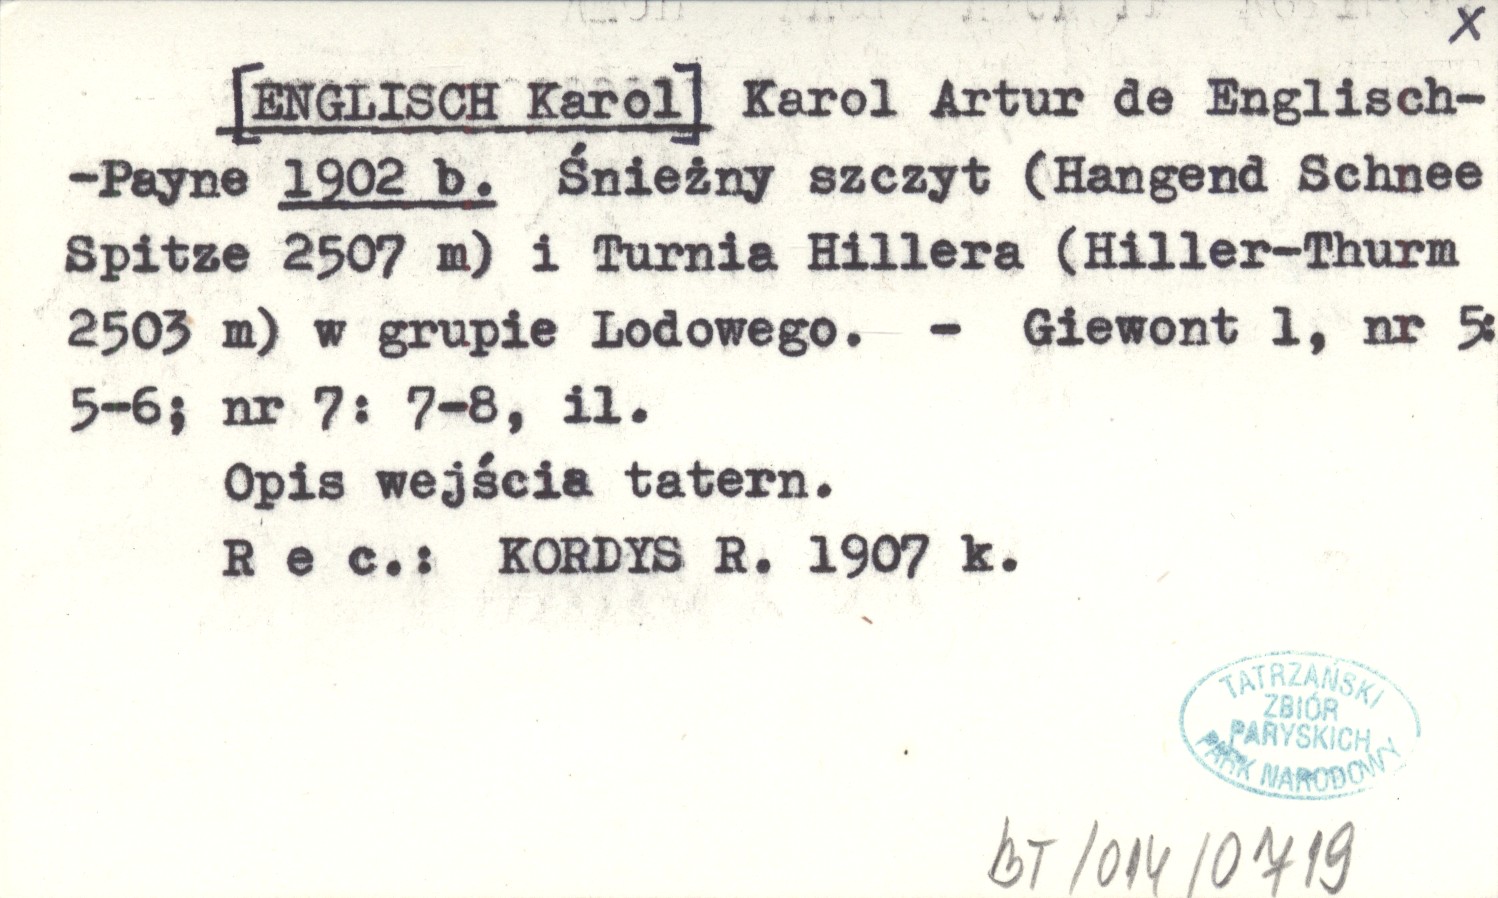 x
[ENGLISCH Karol] Karol Artur de Englisch-
-Payne 1902 b. Śnieżny szczyt (Hangend Schnee
Spitze 2507 m) i Turnia Hillera (Hiller-Thurm
2503 m) w grupie Lodowego. - Giewont 1, nr 5:
5-6; nr 7: 7-8, il.
Opis wejścia tatern.
R e c.: KORDYS R. 1907 k.
TATRZAŃSKI
ZBIÓR
PARYSKICH
PARK NARODOWY
BT/014/0719